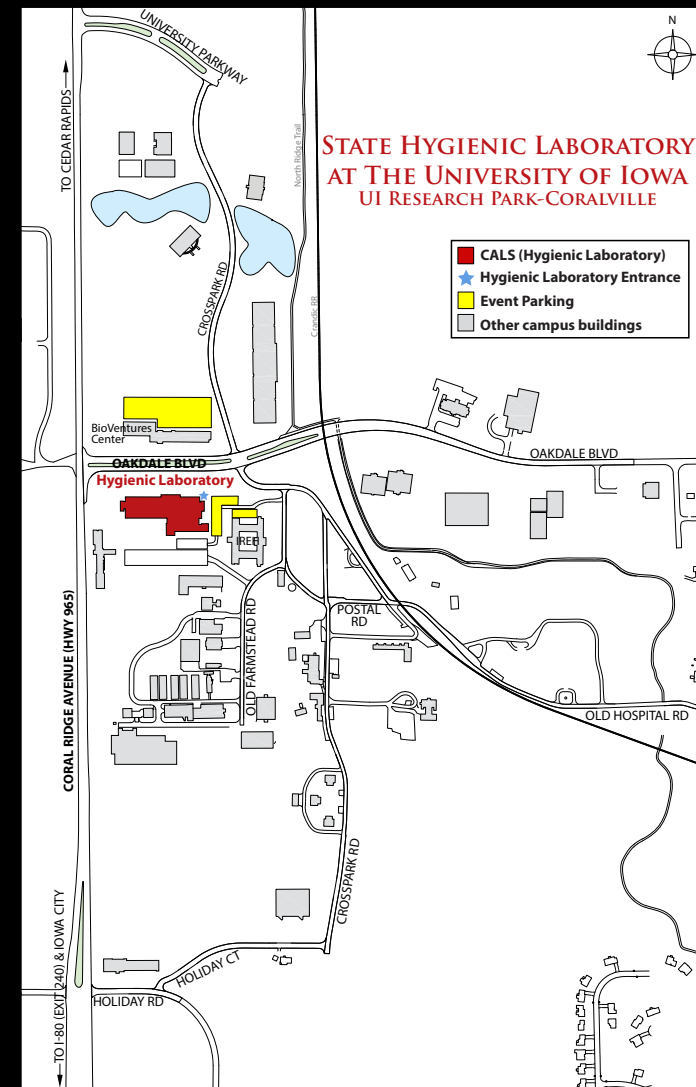 UNIVERSITY PARKWAY
N
TO CEDAR RAPIDS
North Ridge Trail
STATE HYGIENIC LABORATORY
AT THE UNIVERSITY OF IOWA
UI RESEARCH PARK-CORALVILLE
CALS (Hygienic Laboratory)
Hygienic Laboratory Entrance
Event Parking
Other campus buildings
CROSSPARK RD
Crandic RR
BioVentures
Center
OAKDALE BLVD
OAKDALE BLVD
Hygienic Laboratory
IREH
CORAL RIDGE AVENUE (HWY 965)
OLD FARMSTEAD RD
POSTAL
RD
OLD HOSPITAL RD
CROSSPARK RD
HOLIDAY CT
HOLIDAY RD
TO I-80 (EXIT 240) & IOWA CITY